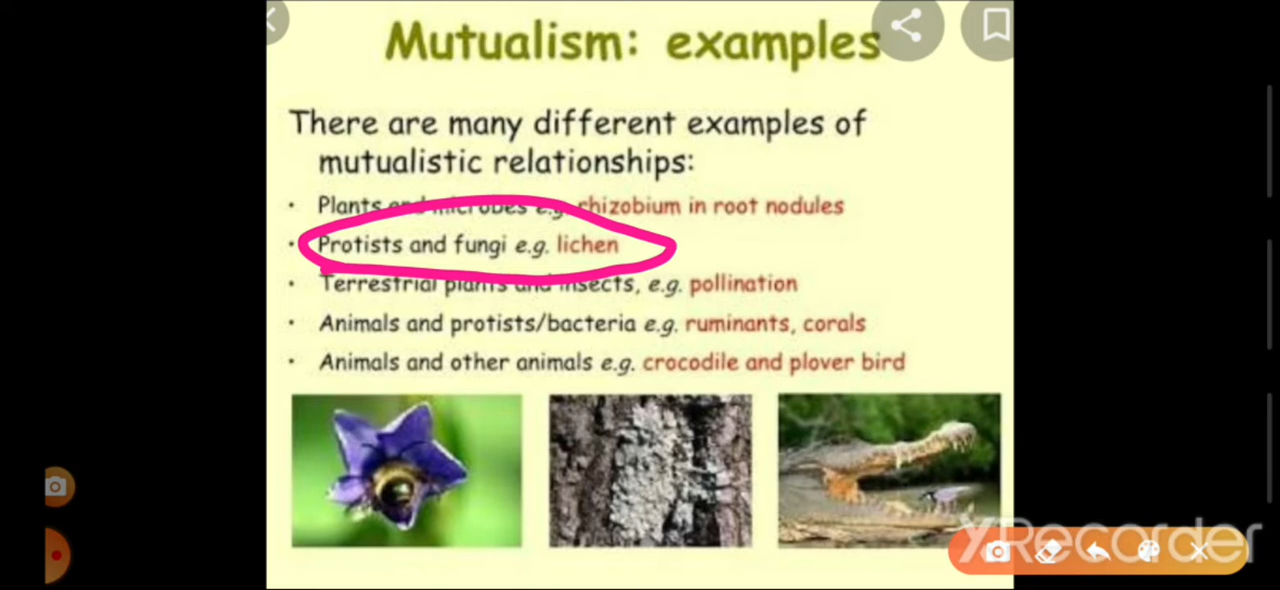 Mutualism: examples
There are many different examples of
mutualistic relationships:
• Plants and microbes e.g. rhizobium in root nodules
• Protists and fungi e.g. lichen
• Terrestrial plants and insects, e.g. pollination
• Animals and protists/bacteria e.g. ruminants, corals
• Animals and other animals e.g. crocodile and plover bird
XRecorder